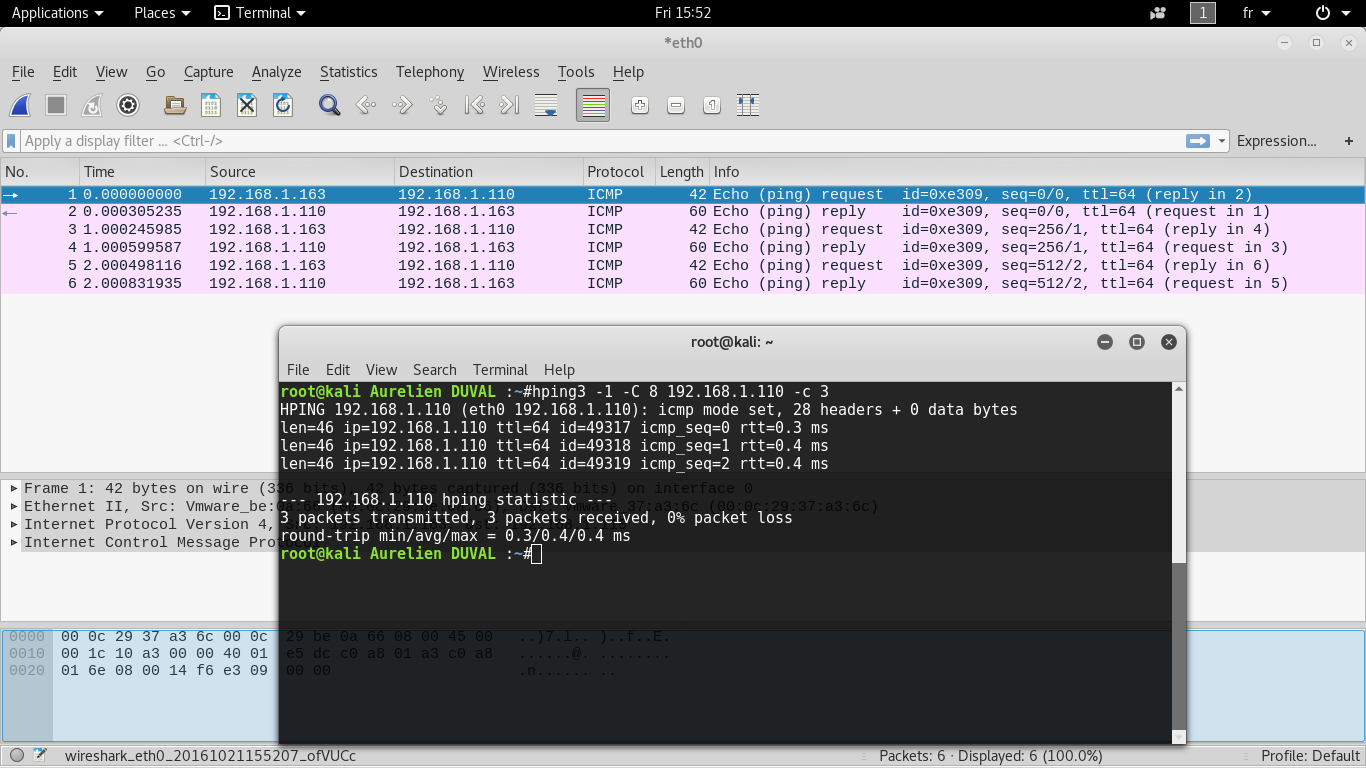 Applications Places Terminal Fri 15:52 1 fr
*eth0
File Edit View Go Capture Analyze Statistics Telephony Wireless Tools Help
Apply a display filter ... <Ctrl-/> Expression... +
No. Time Source Destination Protocol Length Info
1 0.000000000 192.168.1.163 192.168.1.110 ICMP 42 Echo (ping) request id=0xe309, seq=0/0, ttl=64 (reply in 2)
2 0.000305235 192.168.1.110 192.168.1.163 ICMP 60 Echo (ping) reply id=0xe309, seq=0/0, ttl=64 (request in 1)
3 1.000245985 192.168.1.163 192.168.1.110 ICMP 42 Echo (ping) request id=0xe309, seq=256/1, ttl=64 (reply in 4)
4 1.000599587 192.168.1.110 192.168.1.163 ICMP 60 Echo (ping) reply id=0xe309, seq=256/1, ttl=64 (request in 3)
5 2.000498116 192.168.1.163 192.168.1.110 ICMP 42 Echo (ping) request id=0xe309, seq=512/2, ttl=64 (reply in 6)
6 2.000831935 192.168.1.110 192.168.1.163 ICMP 60 Echo (ping) reply id=0xe309, seq=512/2, ttl=64 (request in 5)
root@kali: ~
File Edit View Search Terminal Help
root@kali Aurelien DUVAL :~#hping3 -1 -C 8 192.168.1.110 -c 3
HPING 192.168.1.110 (eth0 192.168.1.110): icmp mode set, 28 headers + 0 data bytes
len=46 ip=192.168.1.110 ttl=64 id=49317 icmp_seq=0 rtt=0.3 ms
len=46 ip=192.168.1.110 ttl=64 id=49318 icmp_seq=1 rtt=0.4 ms
len=46 ip=192.168.1.110 ttl=64 id=49319 icmp_seq=2 rtt=0.4 ms
--- 192.168.1.110 hping statistic ---
3 packets transmitted, 3 packets received, 0% packet loss
round-trip min/avg/max = 0.3/0.4/0.4 ms
root@kali Aurelien DUVAL :~#
Frame 1: 42 bytes on wire (336 bits), 42 bytes captured (336 bits) on interface 0
Ethernet II, Src: Vmware_be:0a:66 (00:0c:29:be:0a:66), Dst: Vmware_37:a3:6c (00:0c:29:37:a3:6c)
Internet Protocol Version 4,
Internet Control Message Protocol
0000 00 0c 29 37 a3 6c 00 0c 29 be 0a 66 08 00 45 00 ..)7.l.. )..f..E.
0010 00 1c 10 a3 00 00 40 01 e5 dc c0 a8 01 a3 c0 a8 ......@. ........
0020 01 6e 08 00 14 f6 e3 09 00 00 .n...... ..
wireshark_eth0_20161021155207_ofVUCc Packets: 6 · Displayed: 6 (100.0%) Profile: Default